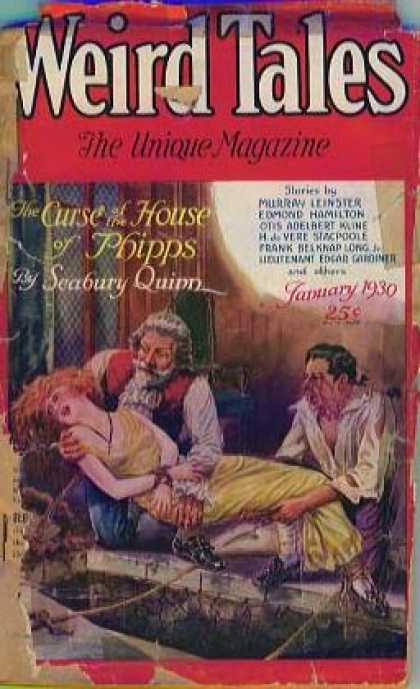 Weird Tales
The Unique Magazine
Stories by
MURRAY LEINSTER
EDMOND HAMILTON
OTIS ADELBERT KLINE
H. de VERE STACPOOLE
FRANK BELKNAP LONG, Jr.
LIEUTENANT EDGAR GARDINER
and others
The Curse of the House
of Phipps
By Seabury Quinn
January 1930
25¢